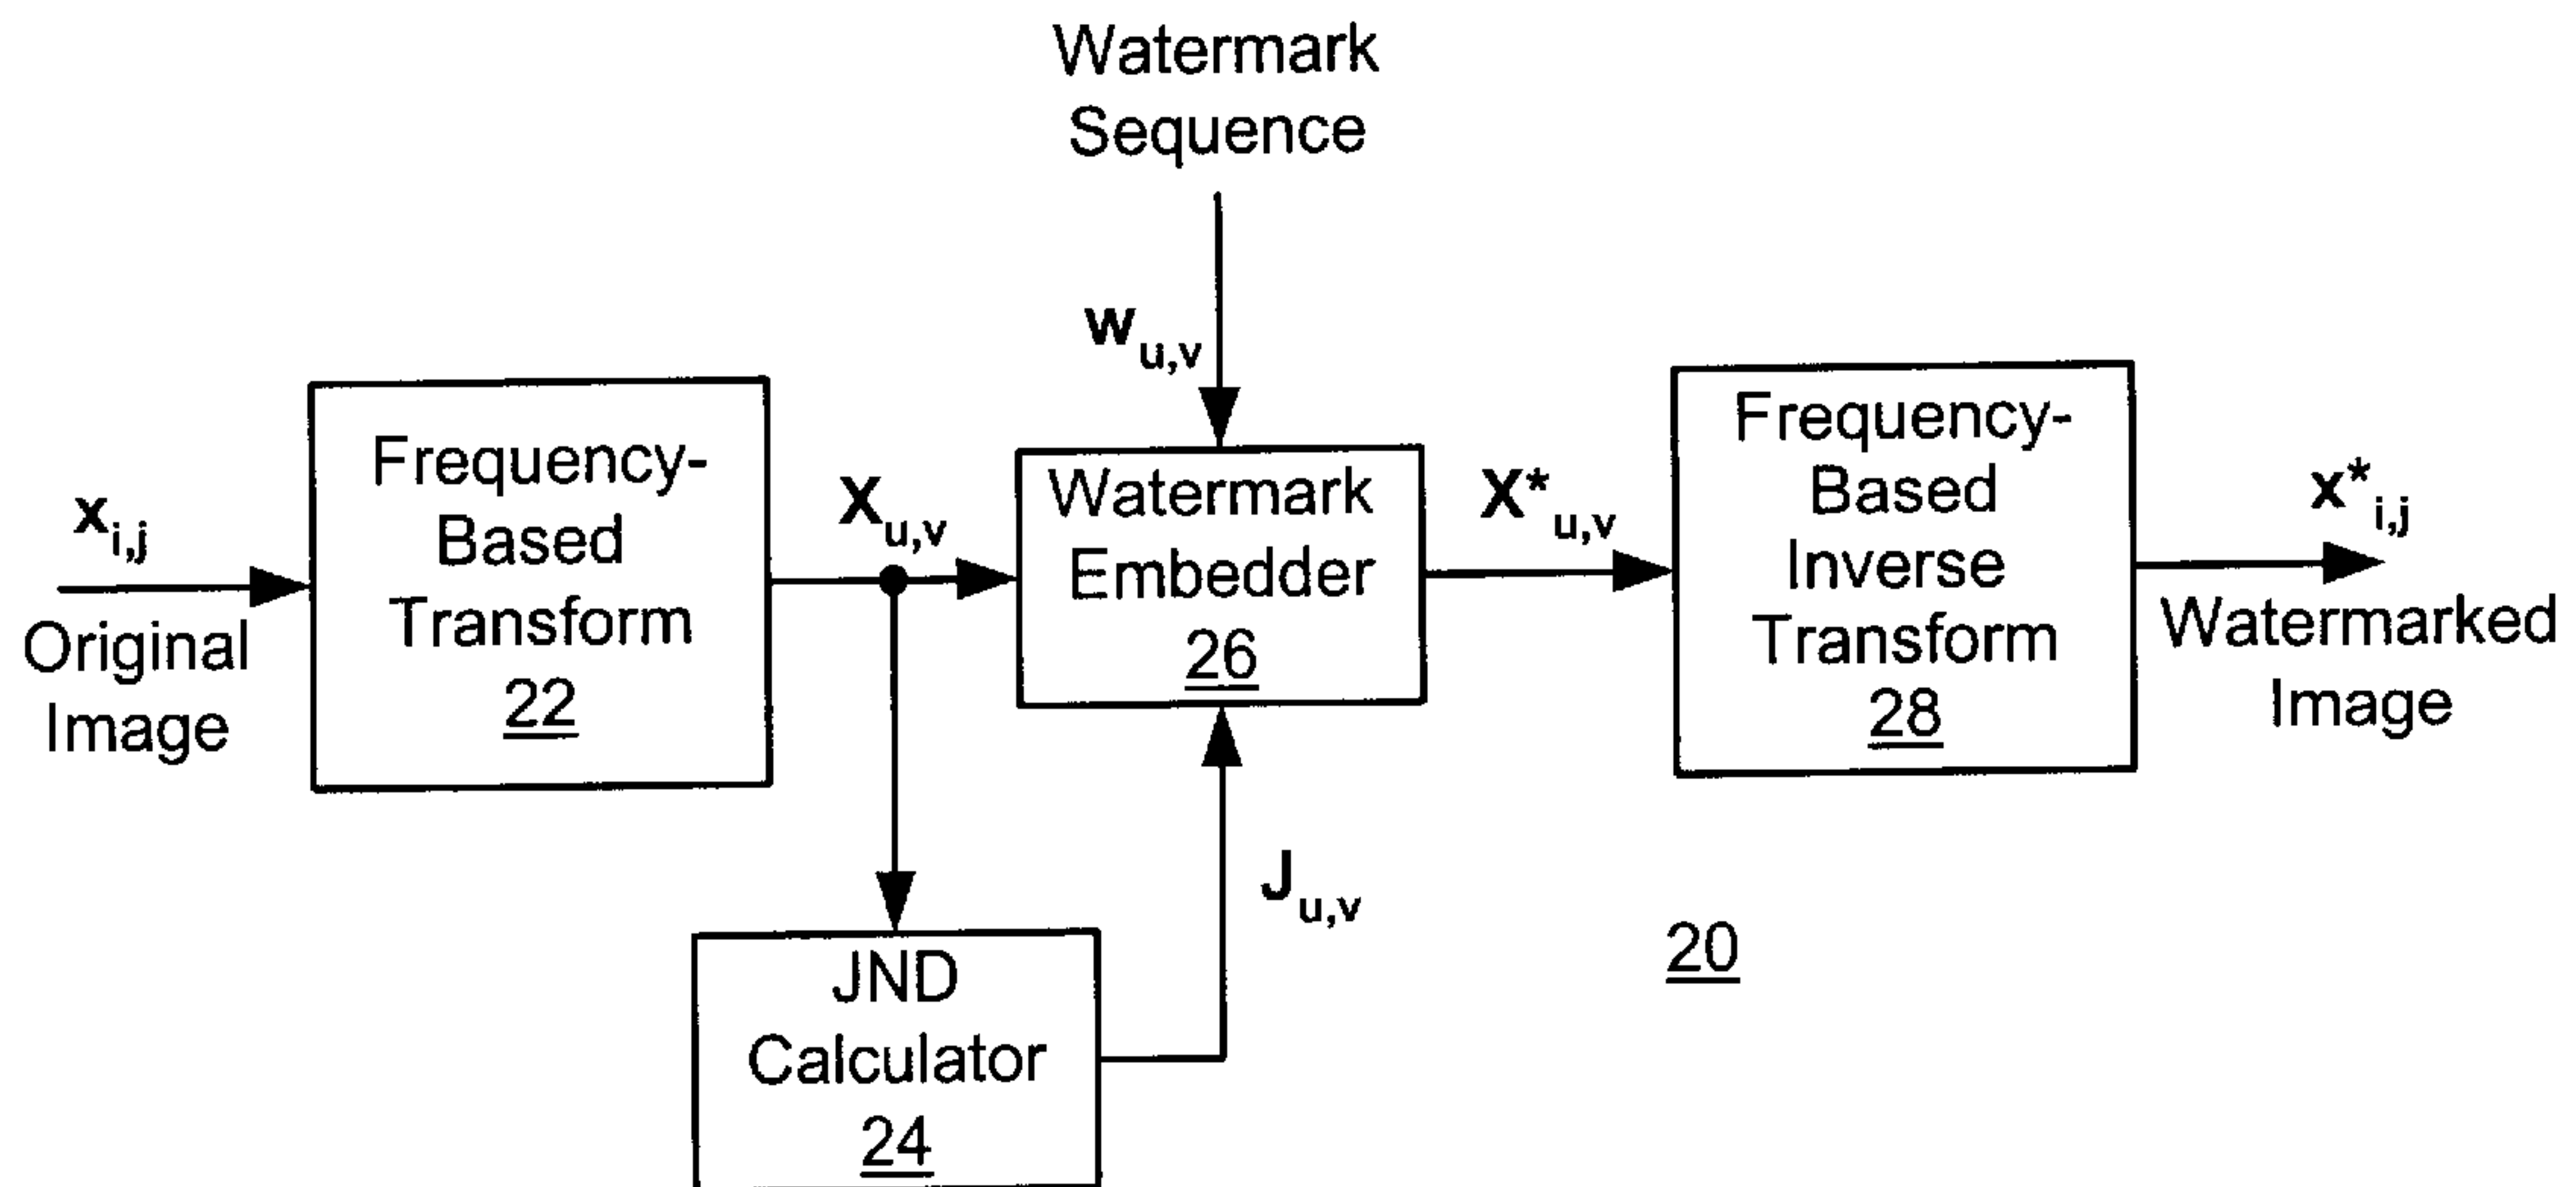 Watermark
Sequence
w u,v
x i,j
Original
Image
Frequency-
Based
Transform
22
X u,v
Watermark
Embedder
26
X* u,v
Frequency-
Based
Inverse
Transform
28
x* i,j
Watermarked
Image
J u,v
JND
Calculator
24
20